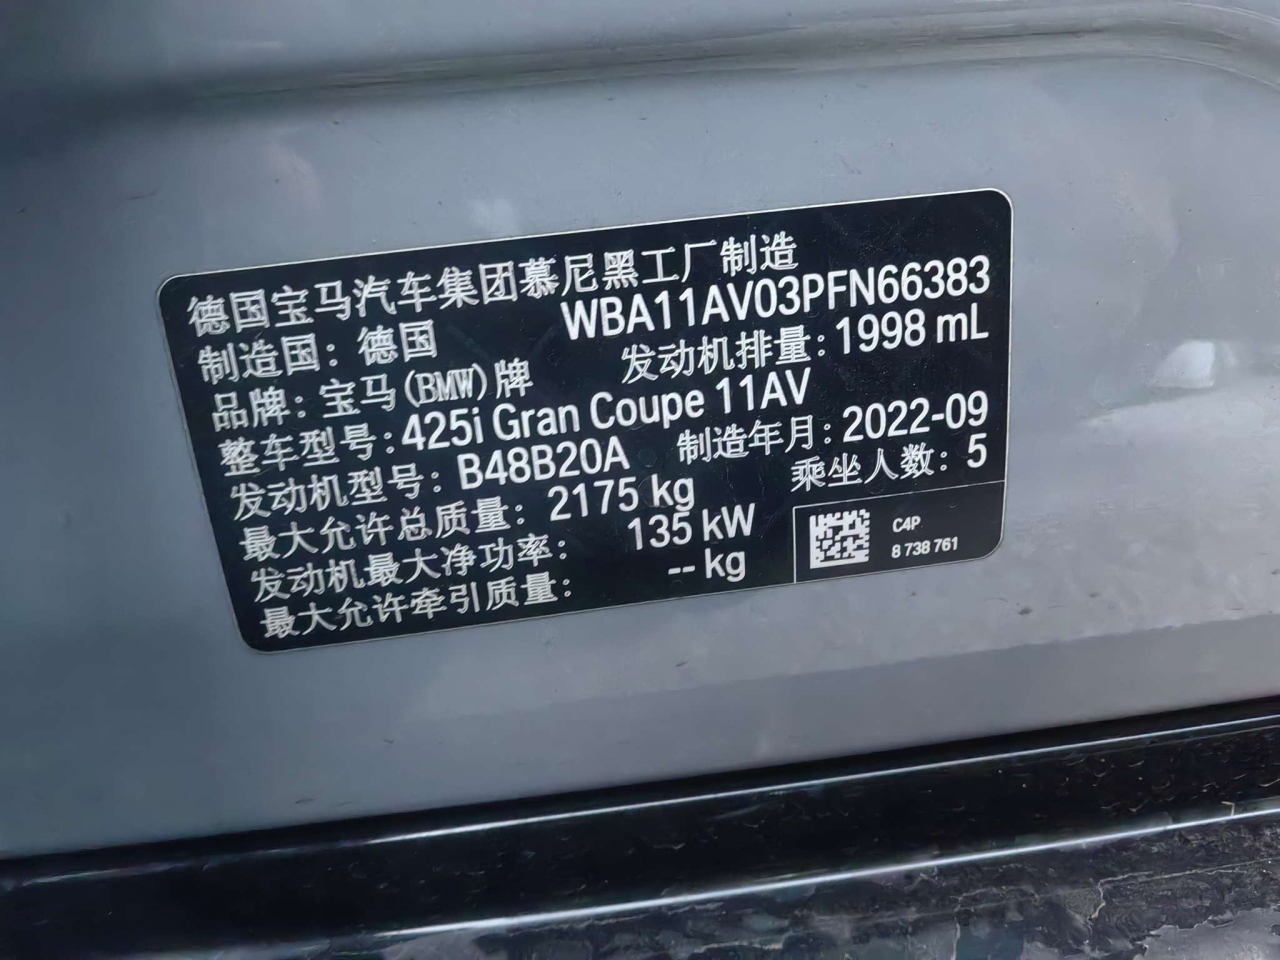 德国宝马汽车集团慕尼黑工厂制造
WBA11AV03PFN66383
制造国：德国
发动机排量：1998 mL
品牌：宝马(BMW)牌
整车型号：425i Gran Coupe 11AV
制造年月：2022-09
发动机型号：B48B20A
乘坐人数：5
最大允许总质量：2175 kg
发动机最大净功率：135 kW
最大允许牵引质量：-- kg
C4P
8 738 761